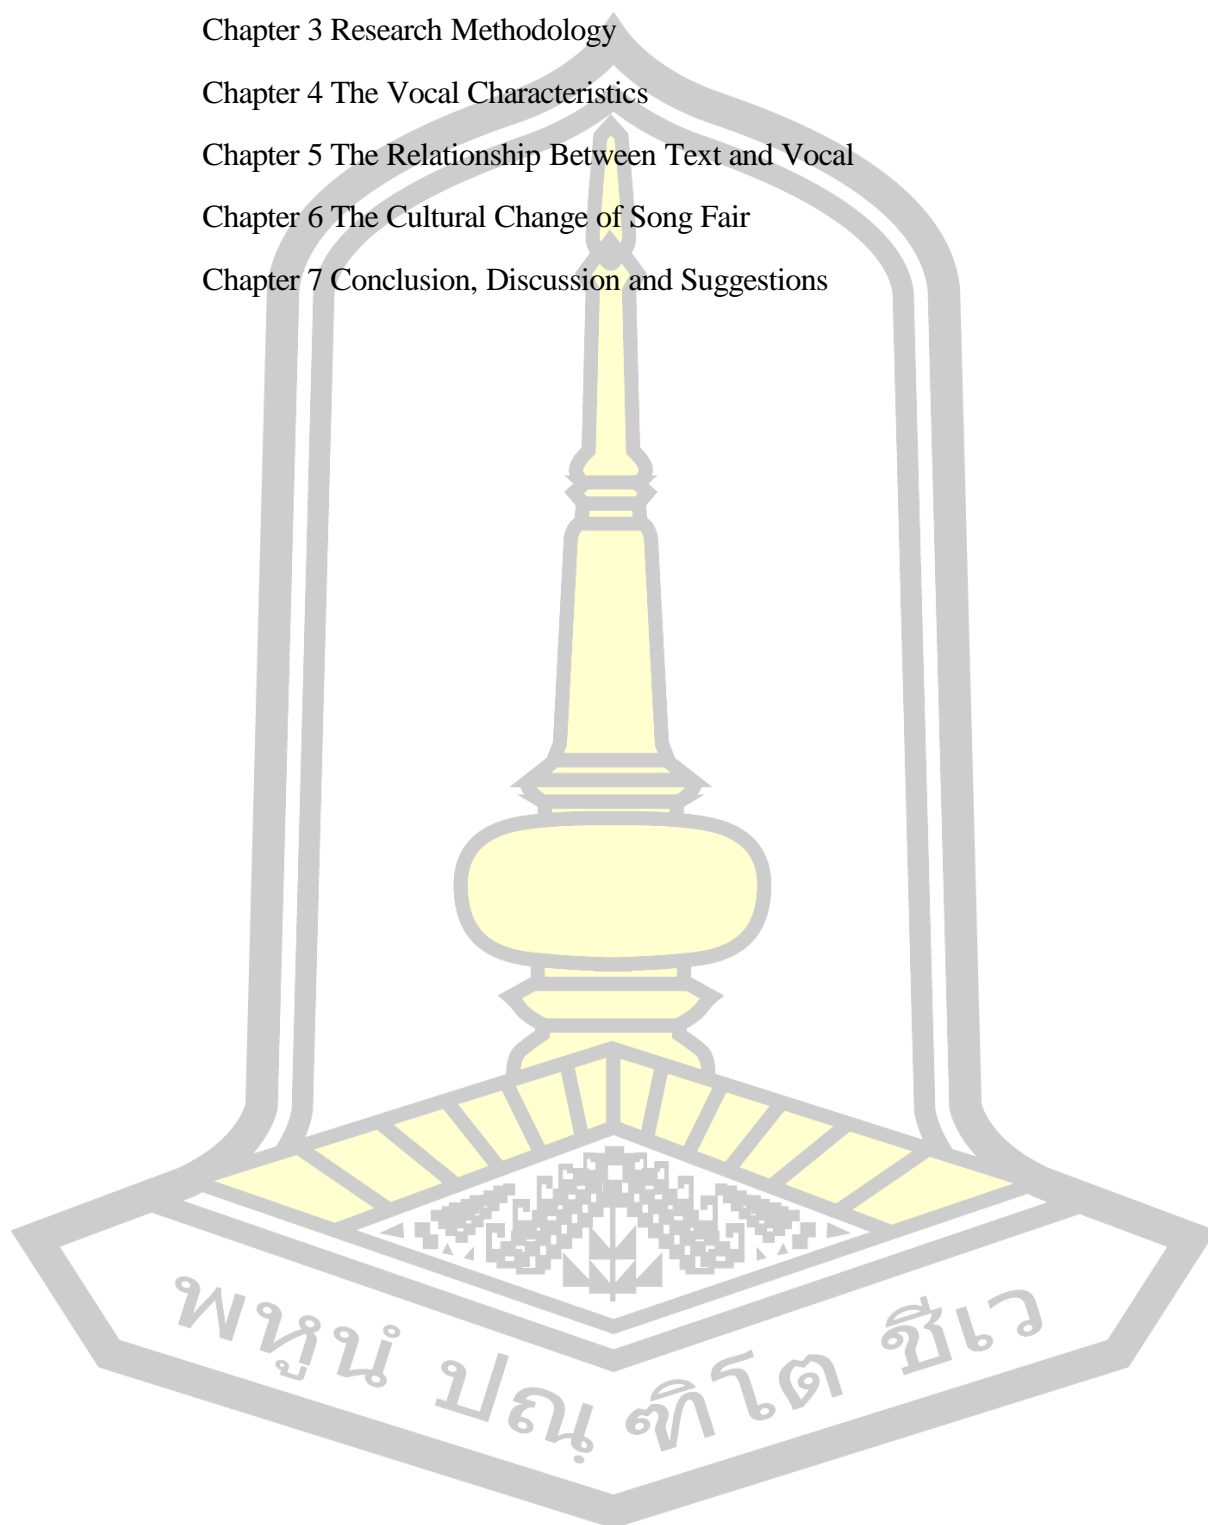 Chapter 3 Research Methodology
Chapter 4 The Vocal Characteristics
Chapter 5 The Relationship Between Text and Vocal
Chapter 6 The Cultural Change of Song Fair
Chapter 7 Conclusion, Discussion and Suggestions
พหูนํ ปณฺฑิโต ชีเว